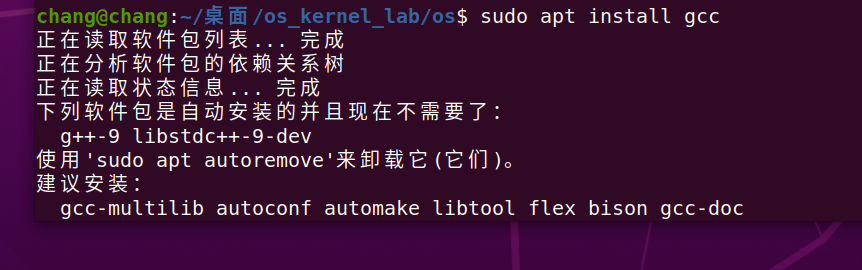 chang@chang:~/桌面/os_kernel_lab/os$ sudo apt install gcc
正在读取软件包列表... 完成
正在分析软件包的依赖关系树
正在读取状态信息... 完成
下列软件包是自动安装的并且现在不需要了：
  g++-9 libstdc++-9-dev
使用'sudo apt autoremove'来卸载它(它们)。
建议安装：
  gcc-multilib autoconf automake libtool flex bison gcc-doc